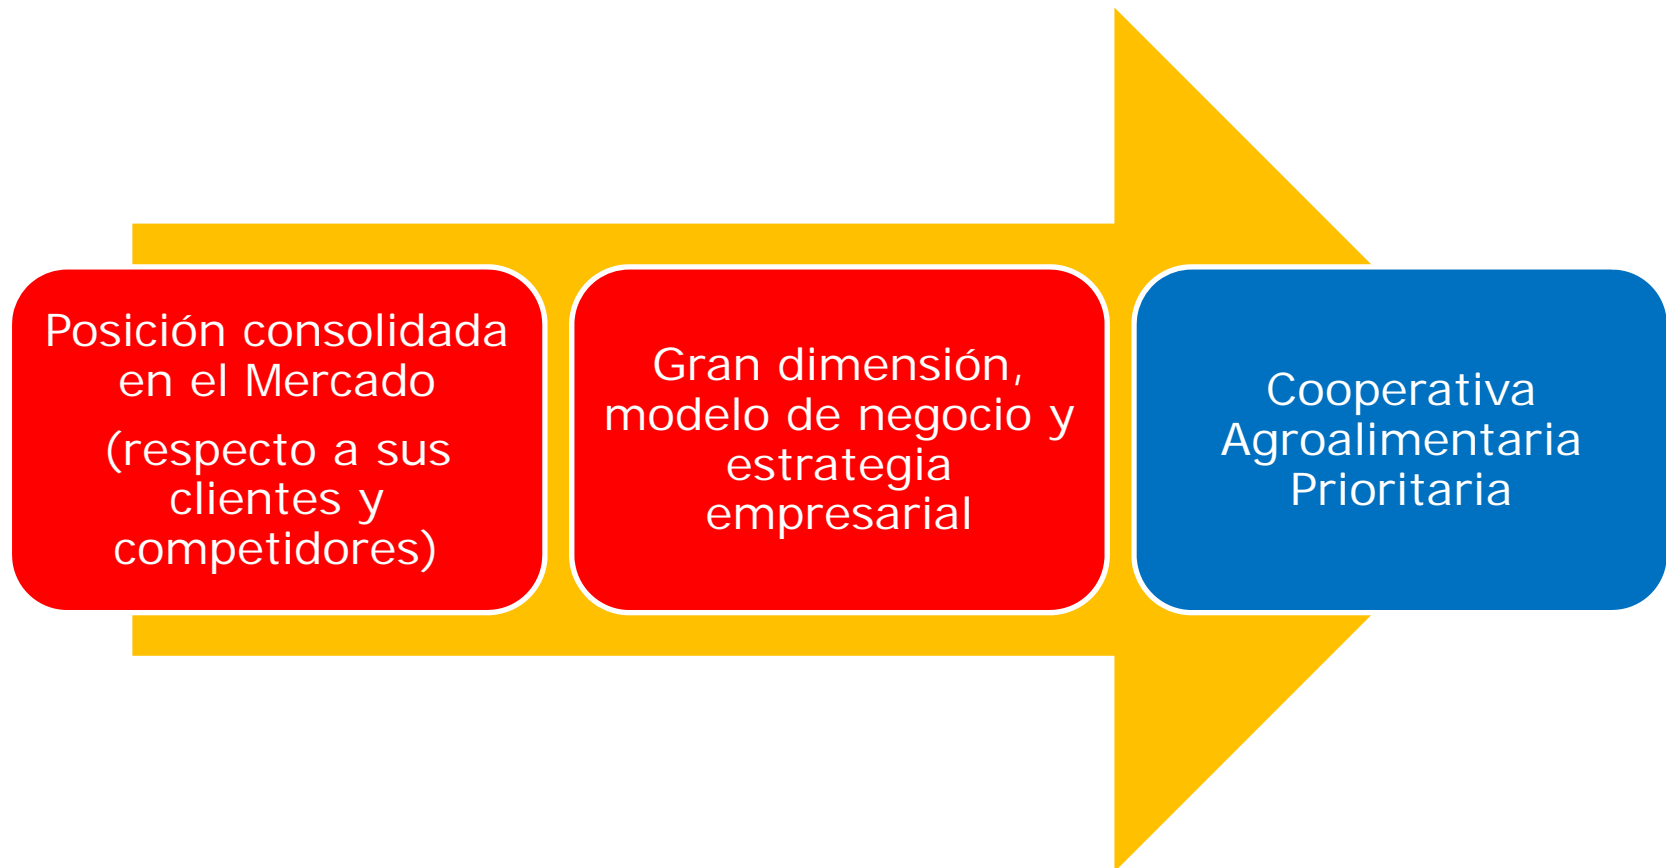 Posición consolidada
en el Mercado
(respecto a sus
clientes y
competidores)
Gran dimensión,
modelo de negocio y
estrategia
empresarial
Cooperativa
Agroalimentaria
Prioritaria